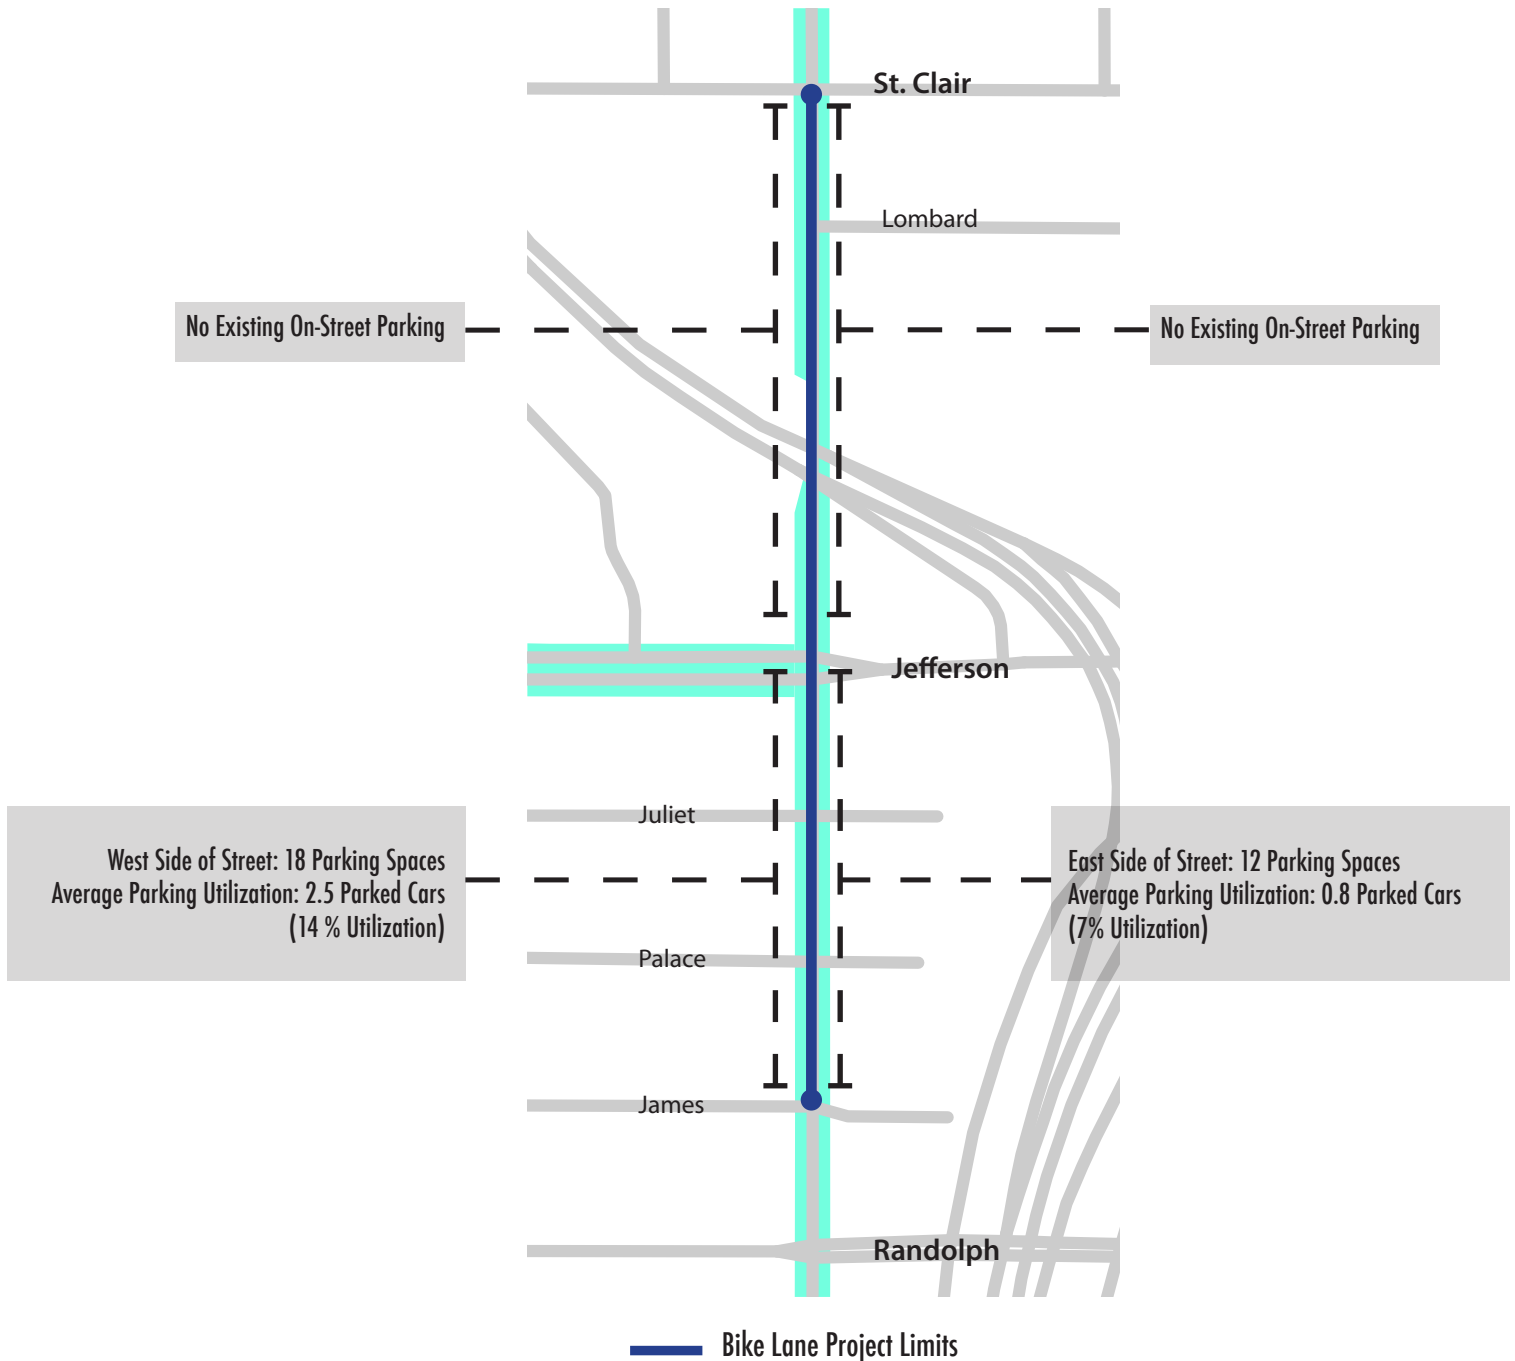 St. Clair
Lombard
No Existing On-Street Parking
No Existing On-Street Parking
Jefferson
Juliet
West Side of Street: 18 Parking Spaces
Average Parking Utilization: 2.5 Parked Cars
(14 % Utilization)
East Side of Street: 12 Parking Spaces
Average Parking Utilization: 0.8 Parked Cars
(7% Utilization)
Palace
James
Randolph
Bike Lane Project Limits